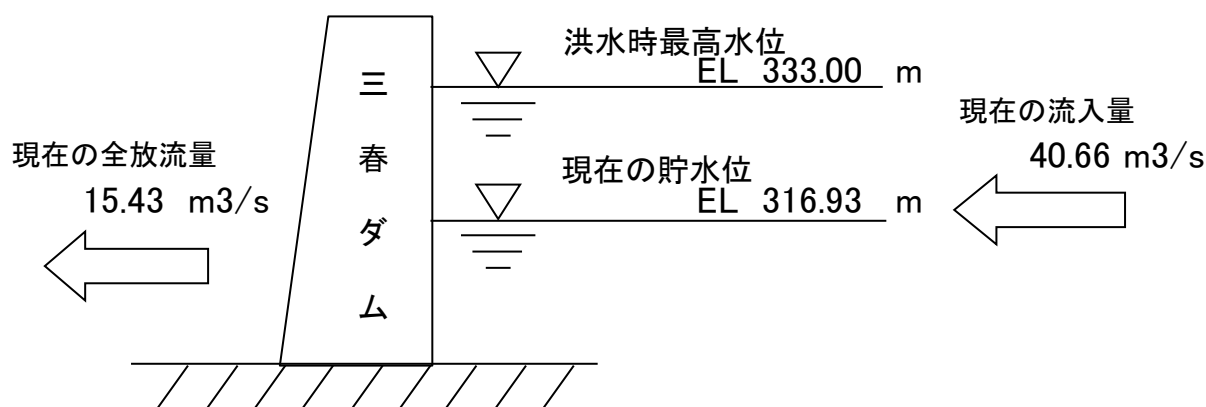 洪水時最高水位
EL 333.00 m
現在の流入量
40.66 m3/s
現在の全放流量
15.43 m3/s
現在の貯水位
EL 316.93 m
三春ダム